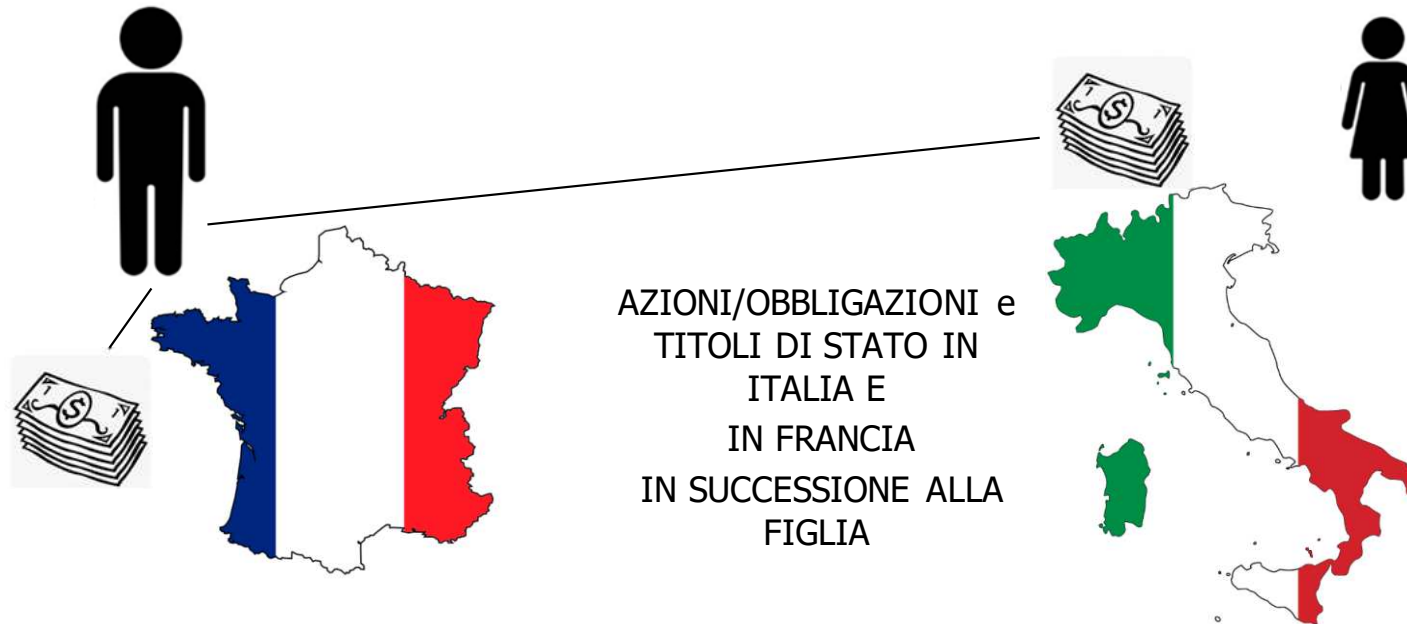 AZIONI/OBBLIGAZIONI e
TITOLI DI STATO IN
ITALIA E
IN FRANCIA
IN SUCCESSIONE ALLA
FIGLIA